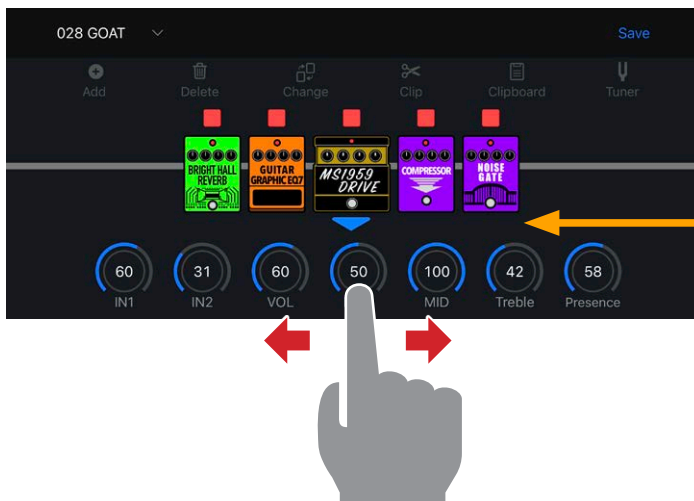 028 GOAT
Save
Add
Delete
Change
Clip
Clipboard
Tuner
BRIGHT HALL
REVERB
GUITAR
GRAPHIC EQ7
MS1959
DRIVE
COMPRESSOR
NOISE
GATE
60
31
60
50
100
42
58
IN1
IN2
VOL
MID
Treble
Presence